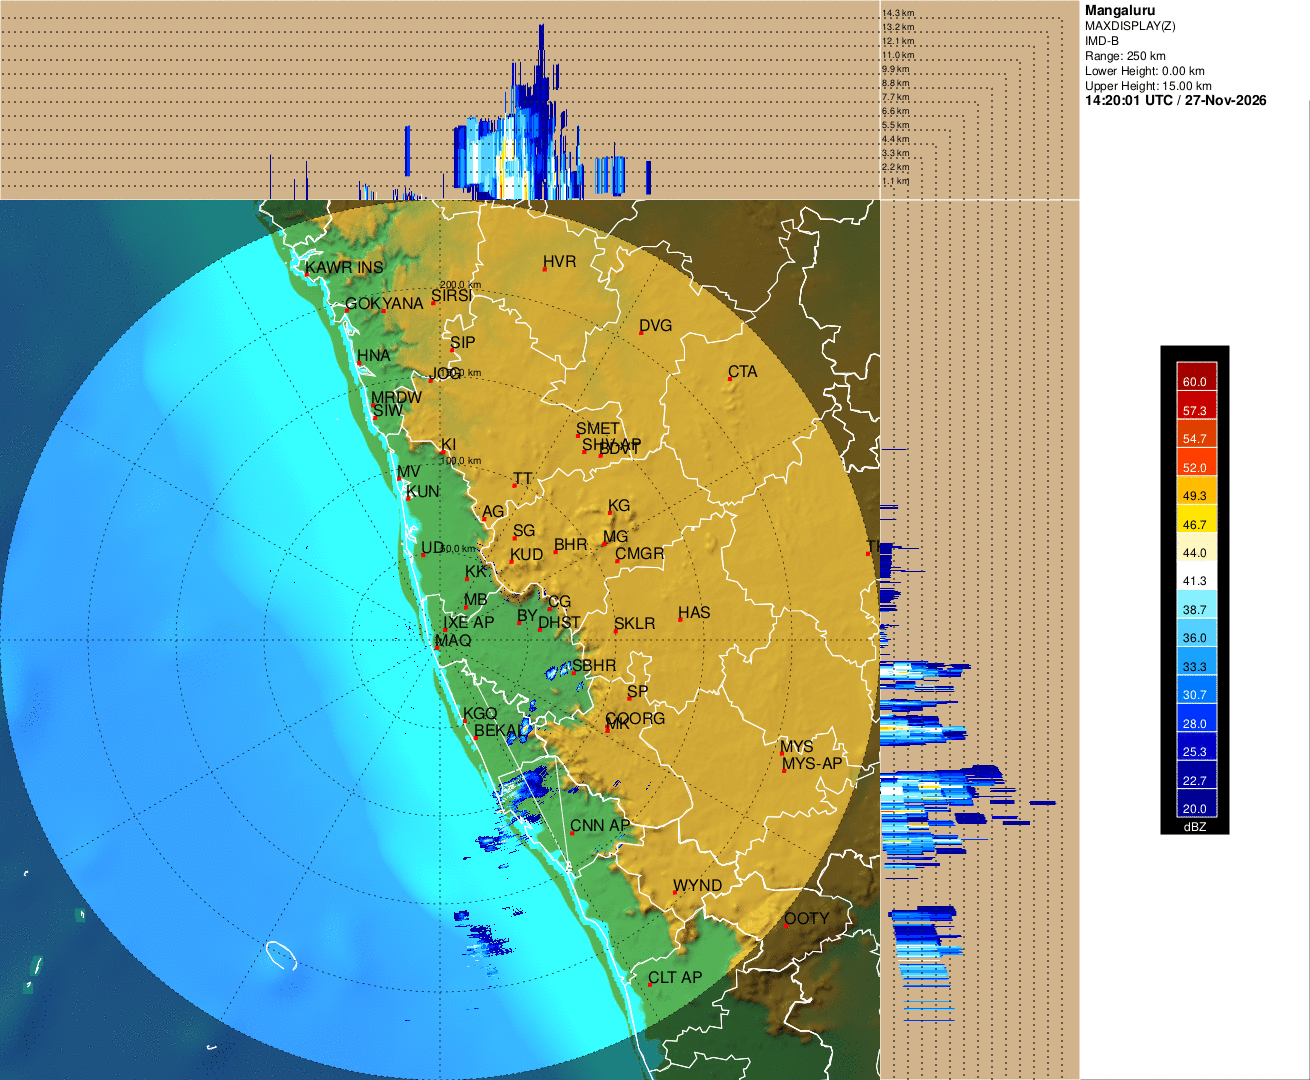 14.3 km
13.2 km
12.1 km
11.0 km
9.9 km
8.8 km
7.7 km
6.6 km
5.5 km
4.4 km
3.3 km
2.2 km
1.1 km
Mangaluru
MAXDISPLAY(Z)
IMD-B
Range: 250 km
Lower Height: 0.00 km
Upper Height: 15.00 km
14:20:01 UTC / 27-Nov-2026
KAWR INS
HVR
200.0 km
SIRSI
GOKYANA
DVG
SIP
HNA
JOG
CTA
MRDW
SIW
SMET
SHV-AP
BDVT
KI
100.0 km
MV
TT
KUN
AG
KG
SG
MG
UD
50.0 km
KUD
BHR
CMGR
KK
MB
CG
IXE AP
BY
DHST
SKLR
HAS
MAQ
SBHR
SP
KGQ
COORG
MK
MYS
MYS-AP
CNN AP
WYND
OOTY
CLT AP
60.0
57.3
54.7
52.0
49.3
46.7
44.0
41.3
38.7
36.0
33.3
30.7
28.0
25.3
22.7
20.0
dBZ